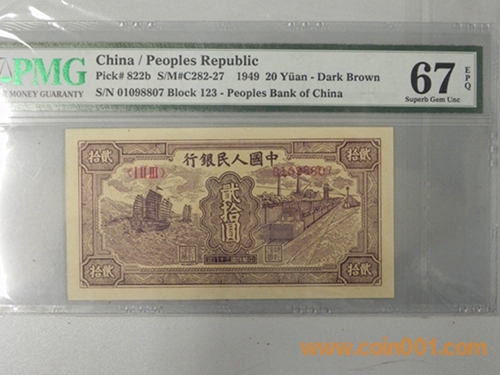 PMG
PAPER MONEY GUARANTY
China / Peoples Republic
Pick# 822b S/M#C282-27 1949 20 Yüan - Dark Brown
S/N 01098807 Block 123 - Peoples Bank of China
67 EPQ
Superb Gem Unc
行銀民人國中
貳拾圓
拾貳
拾貳
拾貳
拾貳
www.coin001.com